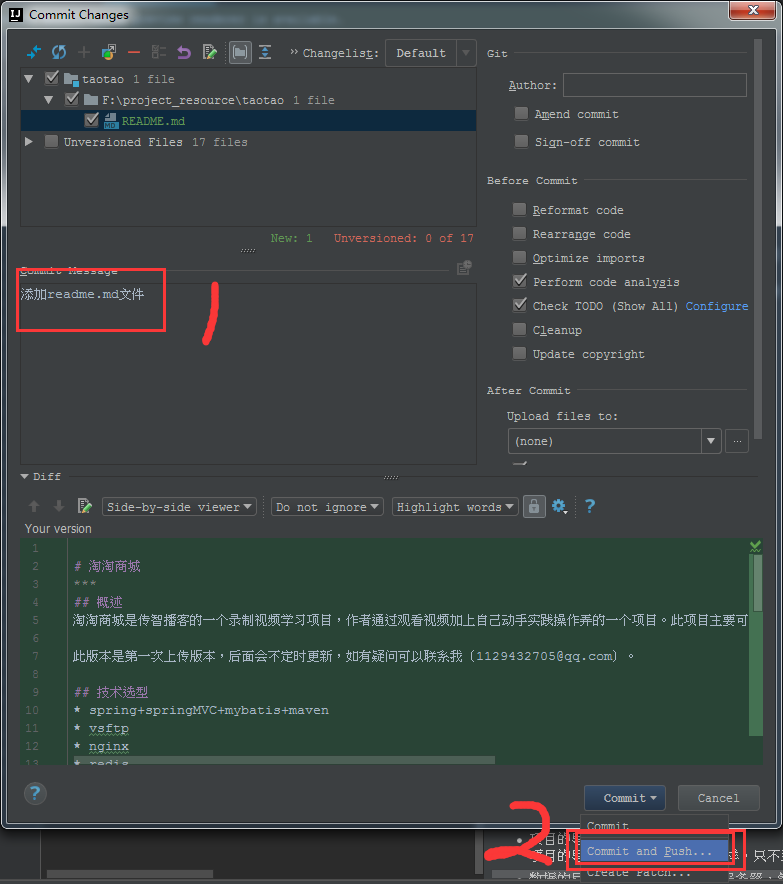 Commit Changes
Changelist: Default
taotao 1 file
F:\project_resource\taotao 1 file
README.md
Unversioned Files 17 files
New: 1 Unversioned: 0 of 17
Commit Message
添加readme.md文件
1
Git
Author:
Amend commit
Sign-off commit
Before Commit
Reformat code
Rearrange code
Optimize imports
Perform code analysis
Check TODO (Show All) Configure
Cleanup
Update copyright
After Commit
Upload files to:
(none)
Diff
Side-by-side viewer Do not ignore Highlight words
Your version
1
2 # 淘淘商城
3 ***
4 ## 概述
5 淘淘商城是传智播客的一个录制视频学习项目，作者通过观看视频加上自己动手实践操作弄的一个项目。此项目主要可
6
7 此版本是第一次上传版本，后面会不定时更新，如有疑问可以联系我（1129432705@qq.com）。
8
9 ## 技术选型
10 * spring+springMVC+mybatis+maven
11 * vsftp
12 * nginx
13 * redis
Commit Cancel
2
Commit
Commit and Push...
Create Patch...